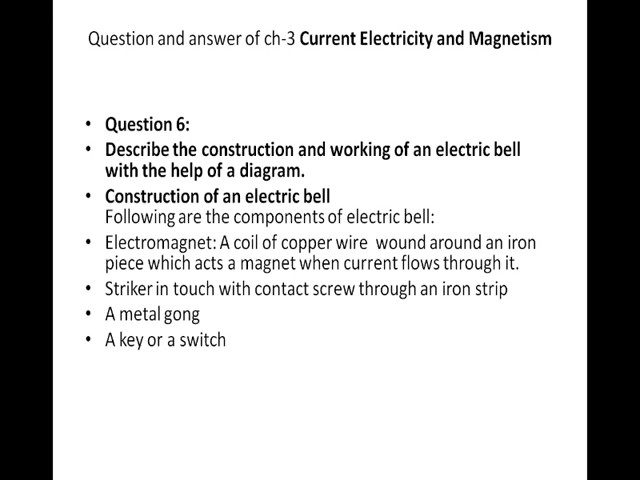 Question and answer of ch-3 Current Electricity and Magnetism
• Question 6:
• Describe the construction and working of an electric bell
with the help of a diagram.
• Construction of an electric bell
Following are the components of electric bell:
• Electromagnet: A coil of copper wire wound around an iron
piece which acts a magnet when current flows through it.
• Striker in touch with contact screw through an iron strip
• A metal gong
• A key or a switch